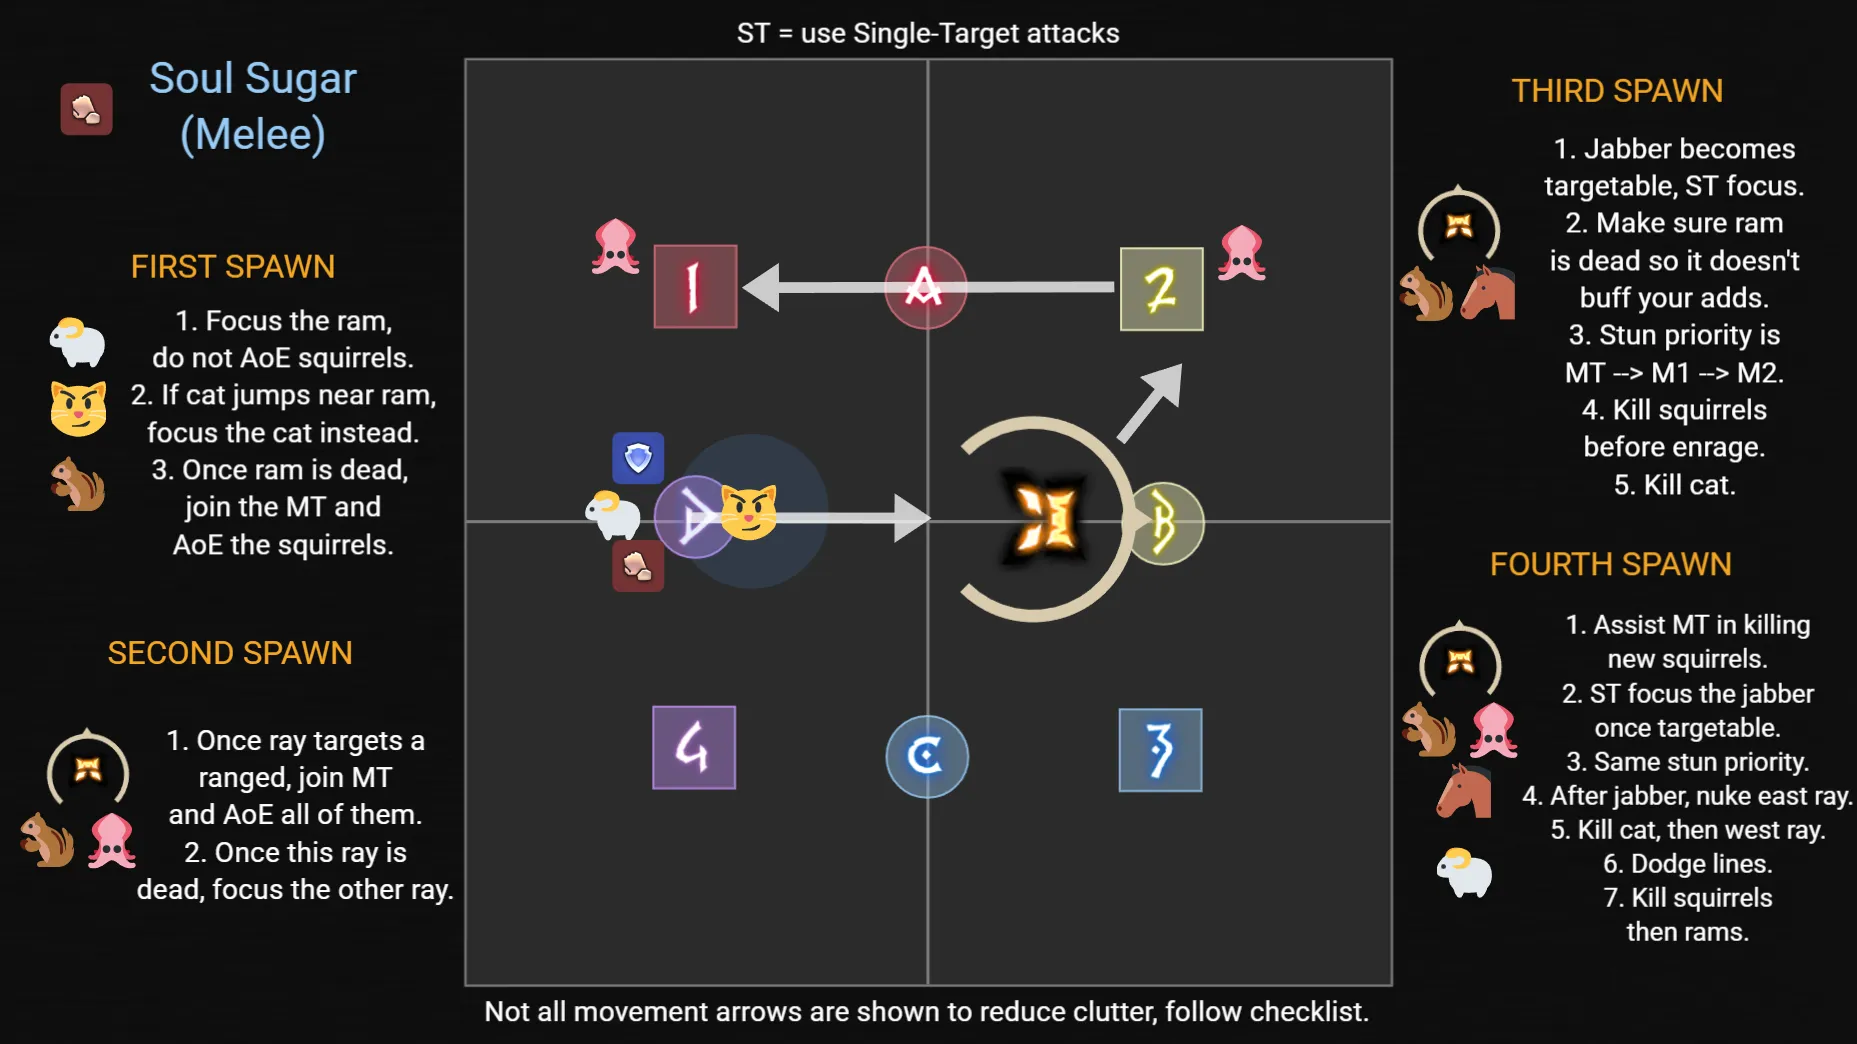 ST = use Single-Target attacks
Soul Sugar
(Melee)
FIRST SPAWN
1. Focus the ram,
do not AoE squirrels.
2. If cat jumps near ram,
focus the cat instead.
3. Once ram is dead,
join the MT and
AoE the squirrels.
SECOND SPAWN
1. Once ray targets a
ranged, join MT
and AoE all of them.
2. Once this ray is
dead, focus the other ray.
1
A
2
D
B
4
C
3
THIRD SPAWN
1. Jabber becomes
targetable, ST focus.
2. Make sure ram
is dead so it doesn't
buff your adds.
3. Stun priority is
MT --> M1 --> M2.
4. Kill squirrels
before enrage.
5. Kill cat.
FOURTH SPAWN
1. Assist MT in killing
new squirrels.
2. ST focus the jabber
once targetable.
3. Same stun priority.
4. After jabber, nuke east ray.
5. Kill cat, then west ray.
6. Dodge lines.
7. Kill squirrels
then rams.
Not all movement arrows are shown to reduce clutter, follow checklist.